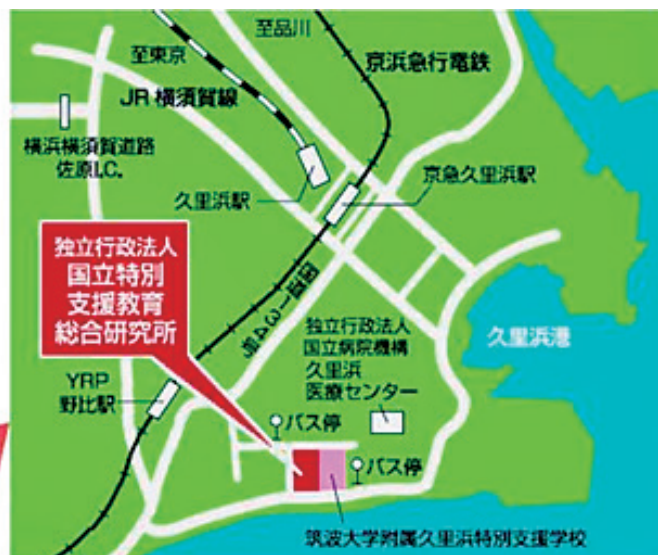 至品川
至東京
京浜急行電鉄
JR横須賀線
横浜横須賀道路
佐原I.C.
久里浜駅
京急久里浜駅
独立行政法人
国立特別
支援教育
総合研究所
国道134号
独立行政法人
国立病院機構
久里浜
医療センター
久里浜港
YRP
野比駅
バス停
バス停
筑波大学附属久里浜特別支援学校